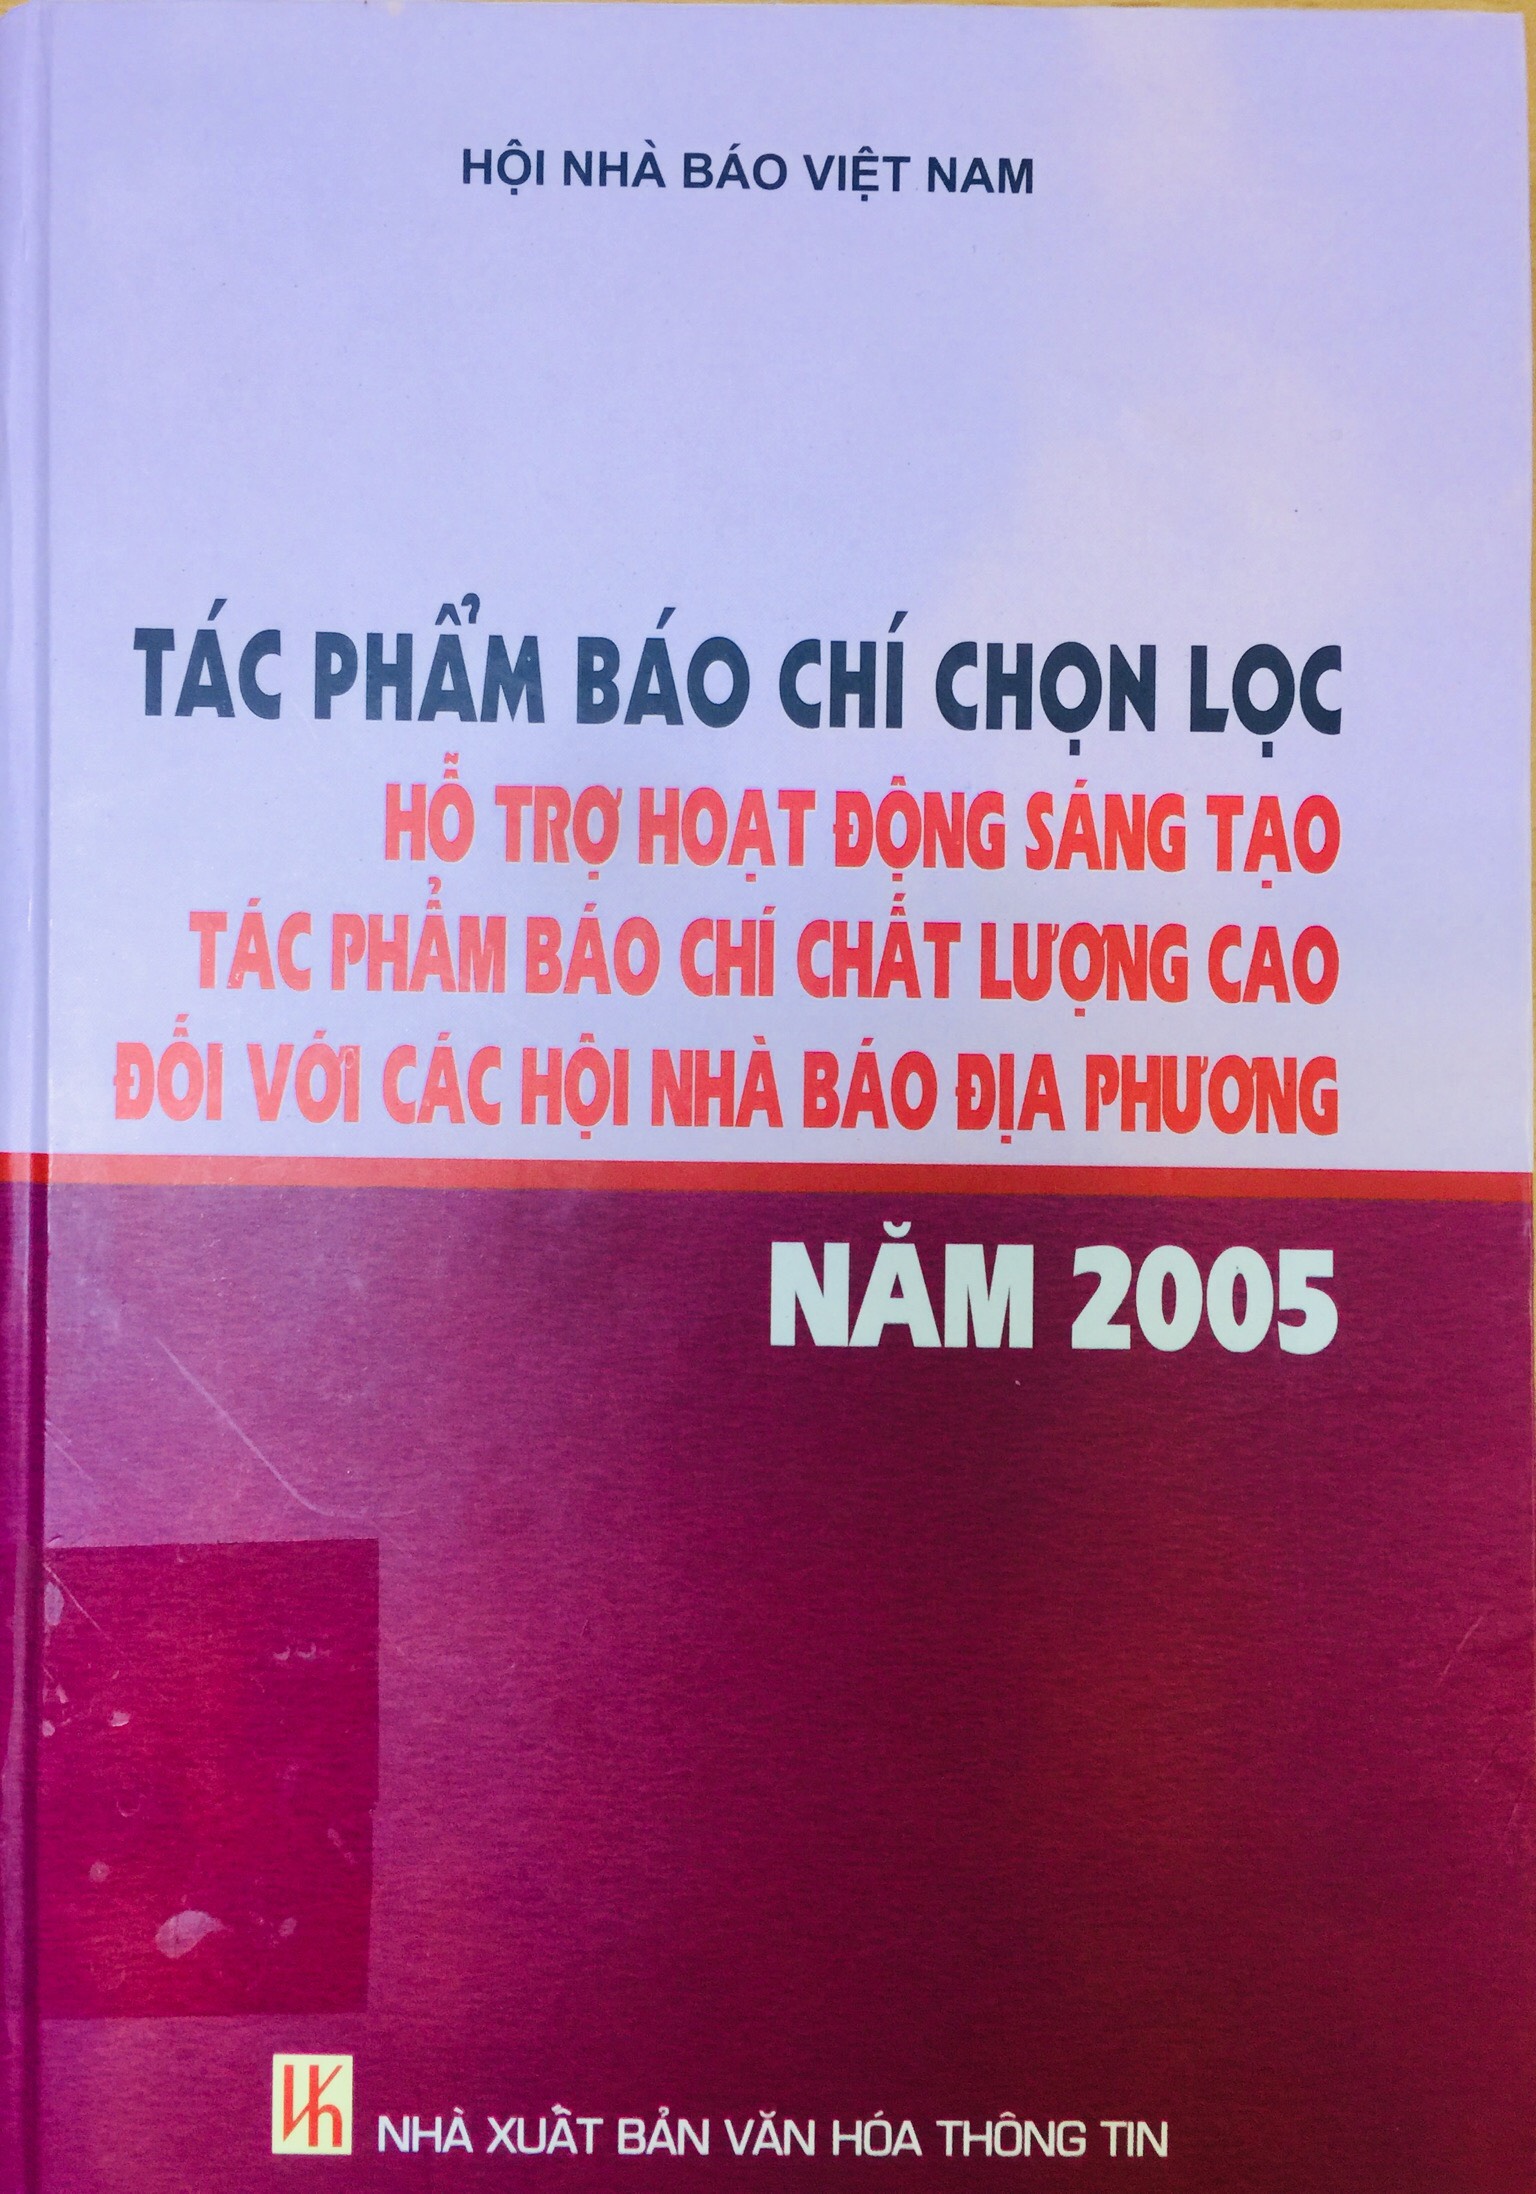 HỘI NHÀ BÁO VIỆT NAM
TÁC PHẨM BÁO CHÍ CHỌN LỌC
HỖ TRỢ HOẠT ĐỘNG SÁNG TẠO
TÁC PHẨM BÁO CHÍ CHẤT LƯỢNG CAO
ĐỐI VỚI CÁC HỘI NHÀ BÁO ĐỊA PHƯƠNG
NĂM 2005
NHÀ XUẤT BẢN VĂN HÓA THÔNG TIN